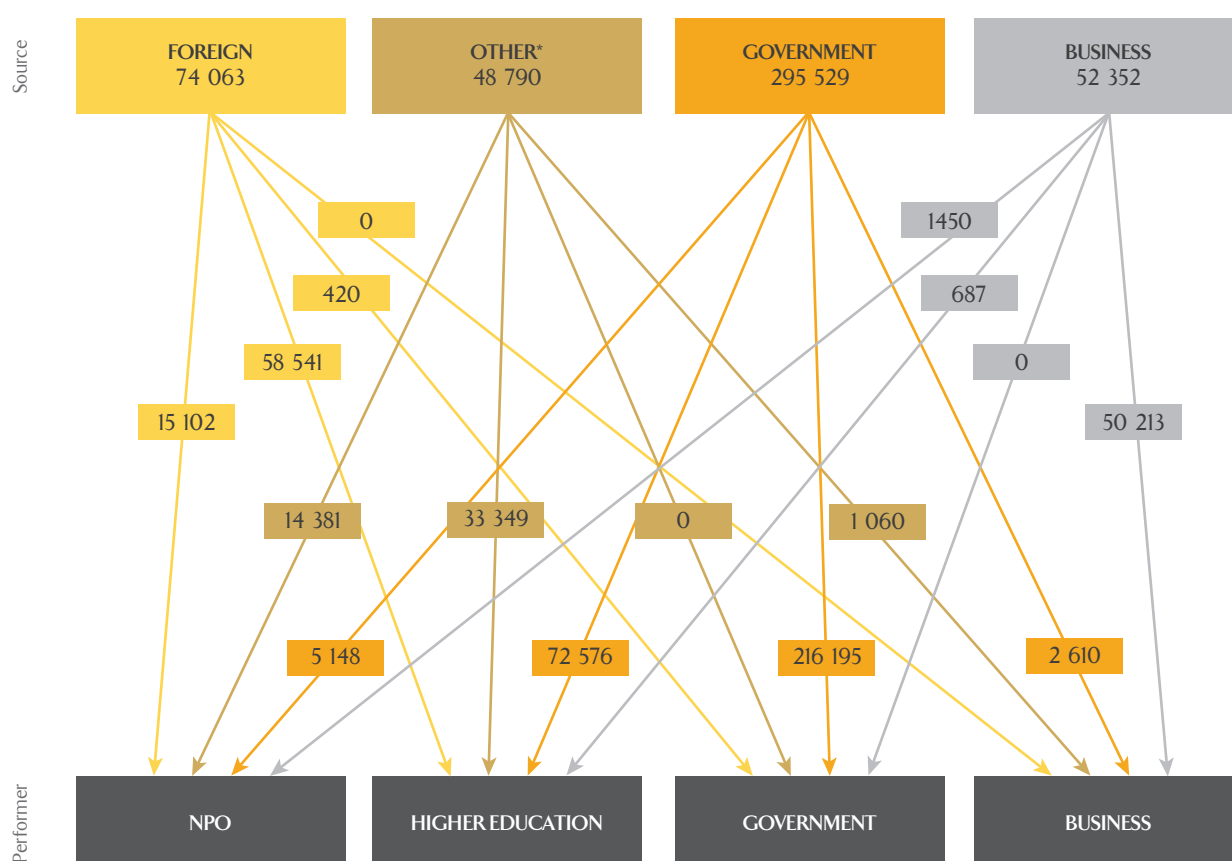 Source
FOREIGN
74 063
OTHER*
48 790
GOVERNMENT
295 529
BUSINESS
52 352
0
1450
420
687
58 541
0
15 102
50 213
14 381
33 349
0
1 060
5 148
72 576
216 195
2 610
Performer
NPO
HIGHER EDUCATION
GOVERNMENT
BUSINESS